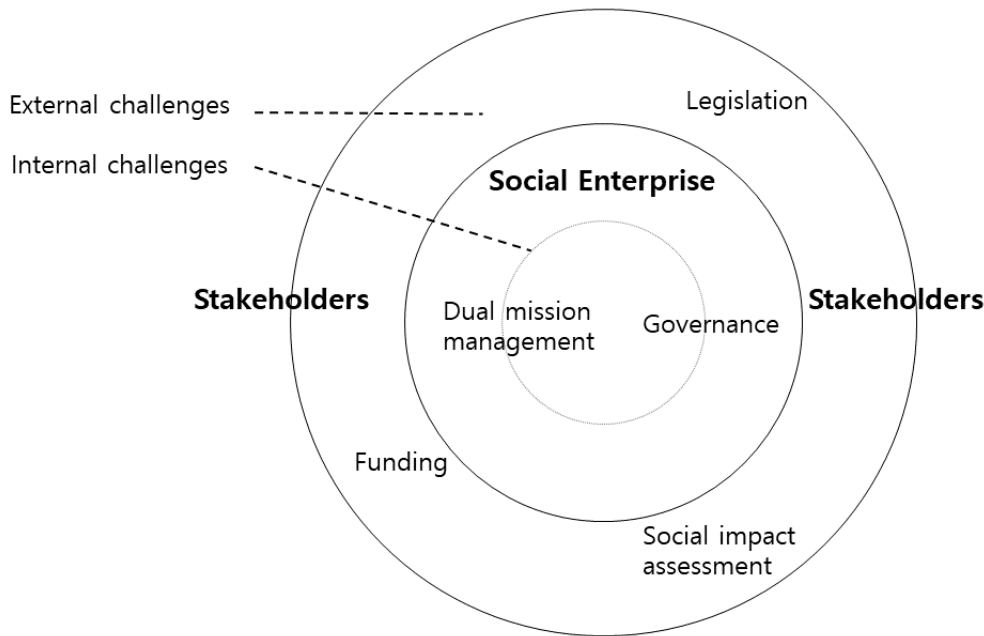 Legislation
External challenges
Internal challenges
Social Enterprise
Stakeholders
Stakeholders
Dual mission
management
Governance
Funding
Social impact
assessment